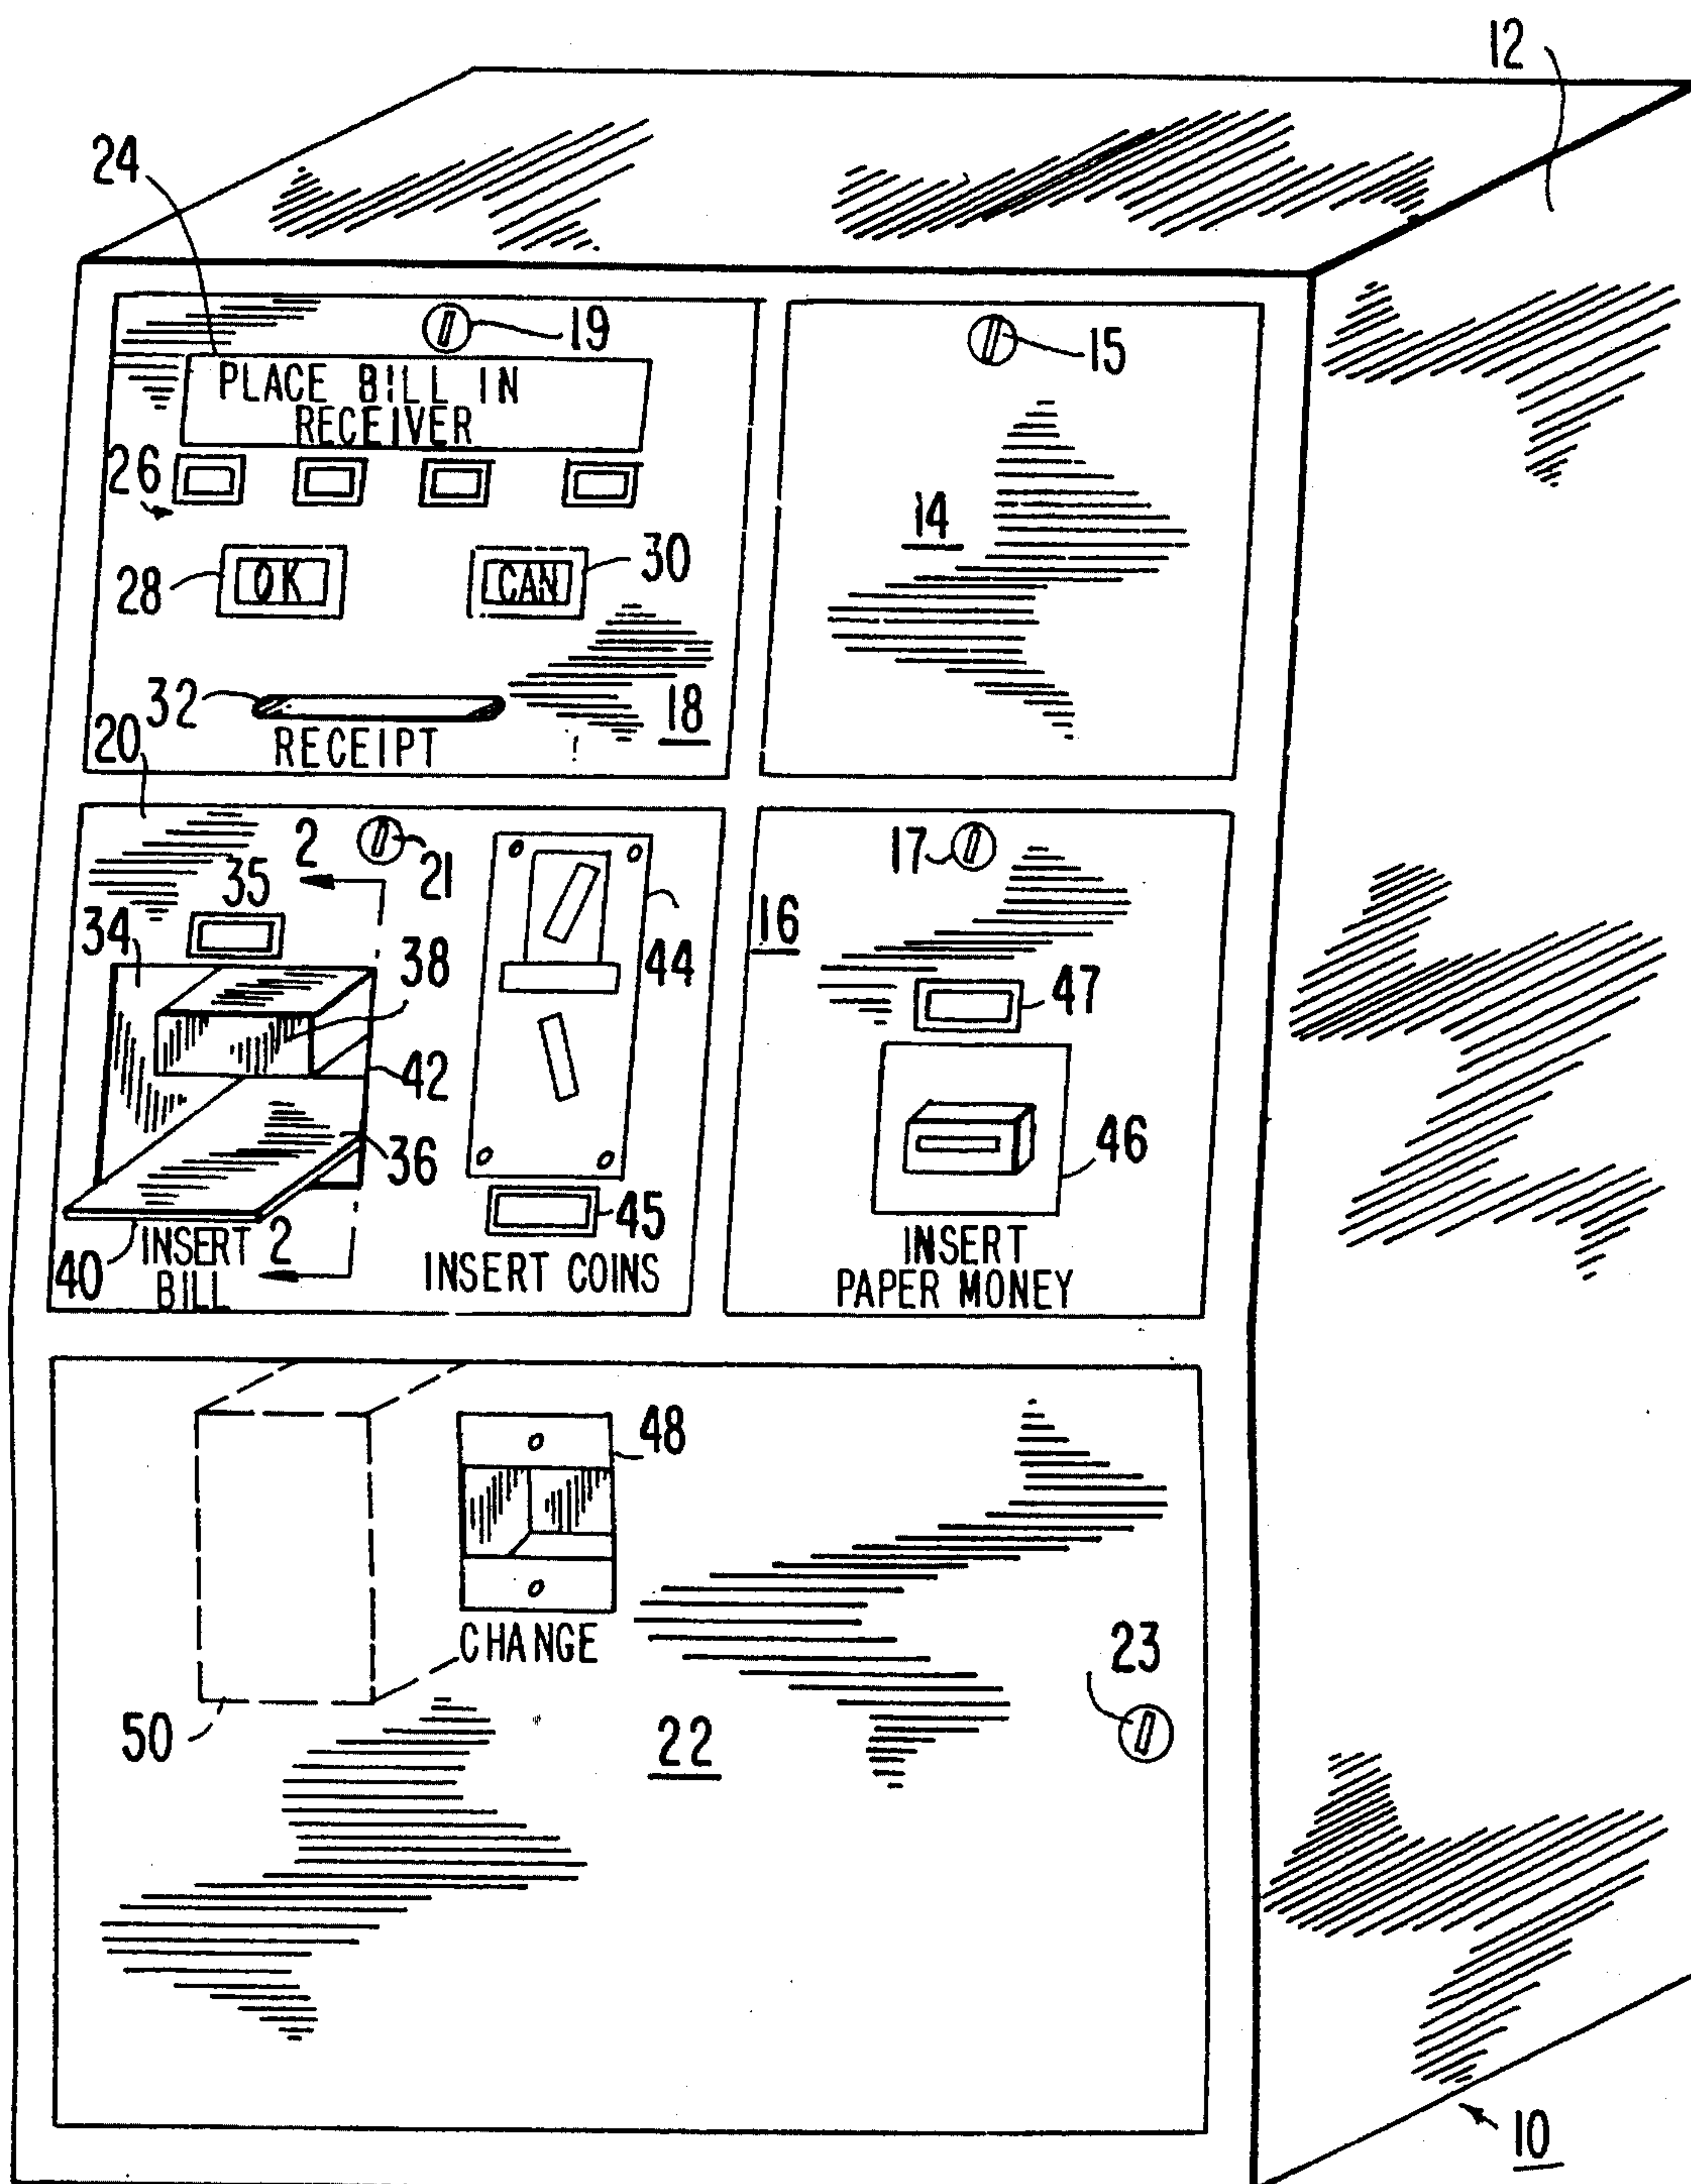 12
24
19
15
PLACE BILL IN
RECEIVER
26
14
28
OK
CAN
30
32
18
RECEIPT
20
2
21
17
35
34
38
44
16
47
42
36
46
45
40
INSERT
BILL
2
INSERT COINS
INSERT
PAPER MONEY
48
CHANGE
23
50
22
10